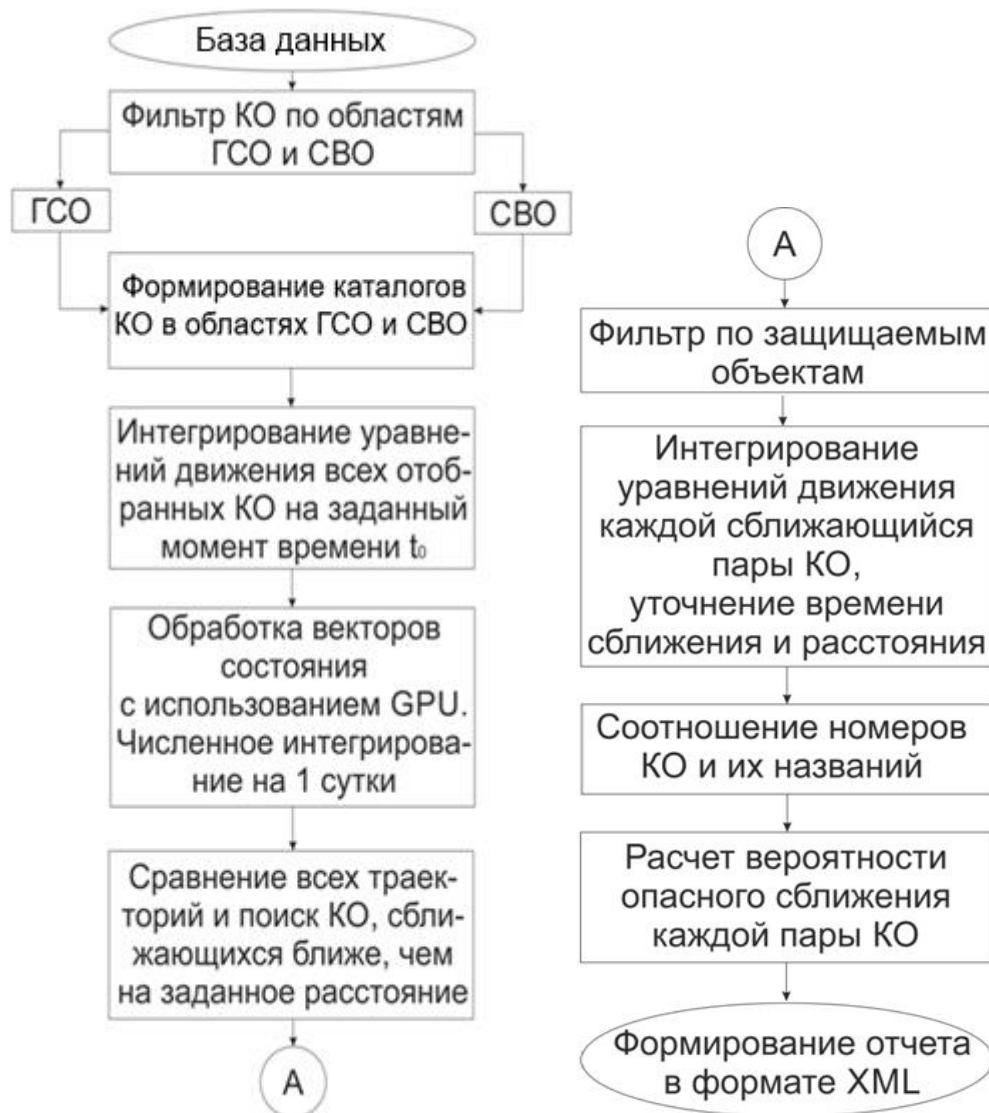 База данных
Фильтр КО по областям
ГСО и СВО
ГСО
СВО
Формирование каталогов
КО в областях ГСО и СВО
Интегрирование уравне-
ний движения всех отоб-
ранных КО на заданный
момент времени t₀
Обработка векторов
состояния
с использованием GPU.
Численное интегрирова-
ние на 1 сутки
Сравнение всех траек-
торий и поиск КО, сбли-
жающихся ближе, чем
на заданное расстояние
А
А
Фильтр по защищаемым
объектам
Интегрирование
уравнений движения
каждой сближающийся
пары КО,
уточнение времени
сближения и расстояния
Соотношение номеров
КО и их названий
Расчет вероятности
опасного сближения
каждой пары КО
Формирование отчета
в формате XML